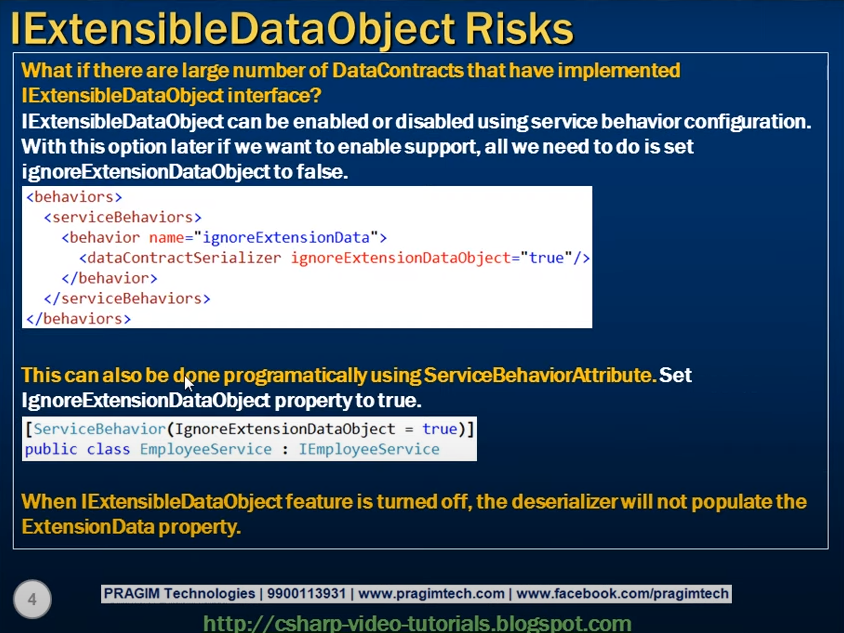 IExtensibleDataObject Risks
What if there are large number of DataContracts that have implemented
IExtensibleDataObject interface?
IExtensibleDataObject can be enabled or disabled using service behavior configuration.
With this option later if we want to enable support, all we need to do is set
ignoreExtensionDataObject to false.
<behaviors>
<serviceBehaviors>
<behavior name="ignoreExtensionData">
<dataContractSerializer ignoreExtensionDataObject="true"/>
</behavior>
</serviceBehaviors>
</behaviors>
This can also be done programatically using ServiceBehaviorAttribute. Set
IgnoreExtensionDataObject property to true.
[ServiceBehavior(IgnoreExtensionDataObject = true)]
public class EmployeeService : IEmployeeService
When IExtensibleDataObject feature is turned off, the deserializer will not populate the
ExtensionData property.
4
PRAGIM Technologies | 9900113931 | www.pragimtech.com | www.facebook.com/pragimtech
http://csharp-video-tutorials.blogspot.com